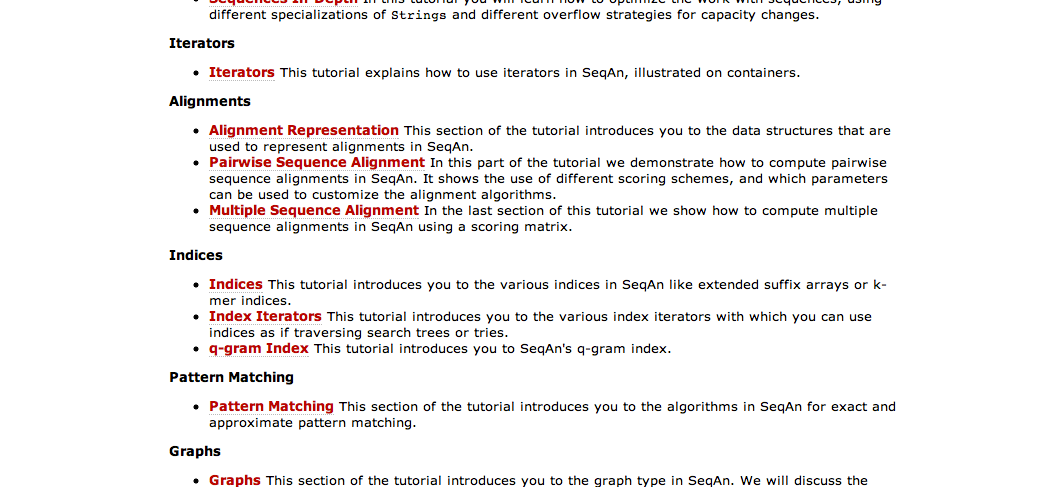 Sequences In-Depth In this tutorial you will learn how to optimize the work with sequences, using
different specializations of Strings and different overflow strategies for capacity changes.
Iterators
Iterators This tutorial explains how to use iterators in SeqAn, illustrated on containers.
Alignments
Alignment Representation This section of the tutorial introduces you to the data structures that are
used to represent alignments in SeqAn.
Pairwise Sequence Alignment In this part of the tutorial we demonstrate how to compute pairwise
sequence alignments in SeqAn. It shows the use of different scoring schemes, and which parameters
can be used to customize the alignment algorithms.
Multiple Sequence Alignment In the last section of this tutorial we show how to compute multiple
sequence alignments in SeqAn using a scoring matrix.
Indices
Indices This tutorial introduces you to the various indices in SeqAn like extended suffix arrays or k-
mer indices.
Index Iterators This tutorial introduces you to the various index iterators with which you can use
indices as if traversing search trees or tries.
q-gram Index This tutorial introduces you to SeqAn's q-gram index.
Pattern Matching
Pattern Matching This section of the tutorial introduces you to the algorithms in SeqAn for exact and
approximate pattern matching.
Graphs
Graphs This section of the tutorial introduces you to the graph type in SeqAn. We will discuss the